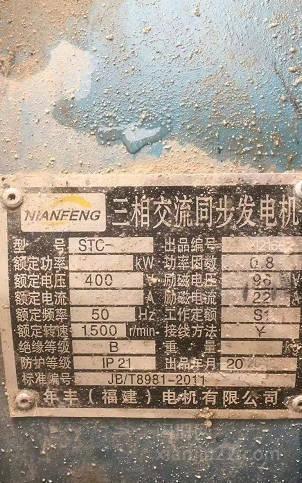 NIANFENG 三相交流同步发电机
型 号 STC- 出品编号
额定功率 kW 功率因数 0.8
额定电压 400 V 励磁电压 V
额定电流 A 励磁电流 22
额定频率 50 Hz 工作定额 S1
额定转速 1500 r/min 接线方法 Y
绝缘等级 B 重 量
防护等级 IP 21 出品年月 20
标准编号 JB/T8981-2011
年丰（福建）电机有限公司